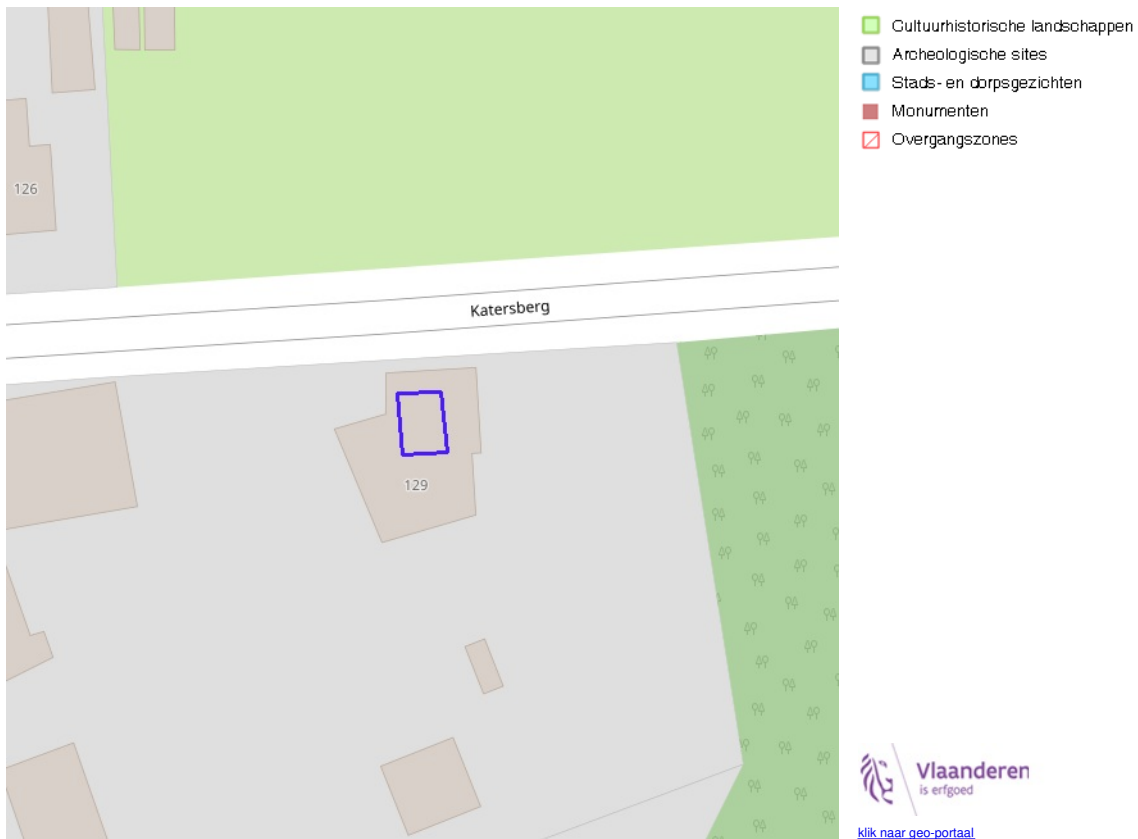 126
Katersberg
129
Cultuurhistorische landschappen
Archeologische sites
Stads- en dorpsgezichten
Monumenten
Overgangszones
Vlaanderen
is erfgoed
klik naar geo-portaal